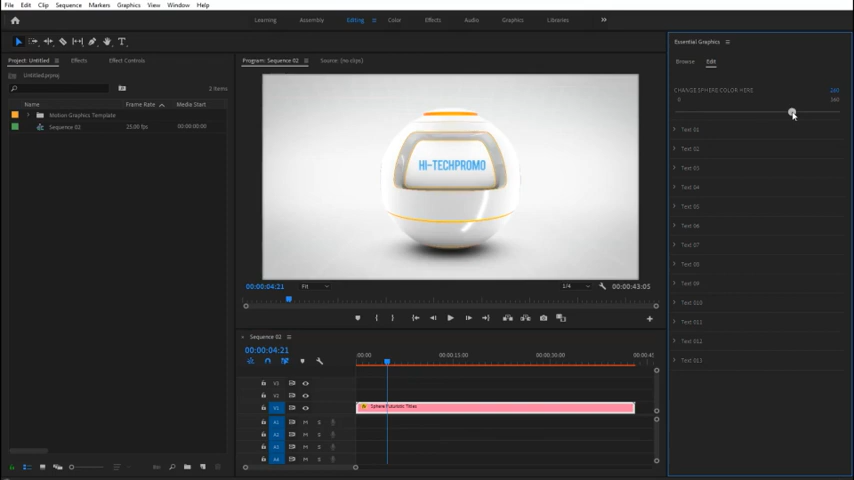 File Edit Clip Sequence Markers Graphics View Window Help
Learning Assembly Editing Color Effects Audio Graphics Libraries
Project: Untitled Effects Effect Controls
Untitled.prproj
2 Items
Name Frame Rate Media Start
Motion Graphics Template
Sequence 02 25.00 fps 00:00:00:00
Program: Sequence 02 Source: (no clips)
HI-TECHPROMO
00:00:04:21 Fit 1/4 00:00:43:05
Sequence 02
00:00:04:21
:00:00 00:00:15:00 00:00:30:00 00:00:45
V3
V2
V1 Sphere Futuristic Titles
A1 M S
A2 M S
A3 M S
A4 M S
Essential Graphics
Browse Edit
CHANGE SPHERE COLOR HERE
0 360
Text 01
Text 02
Text 03
Text 04
Text 05
Text 06
Text 07
Text 08
Text 09
Text 010
Text 012
Text 013